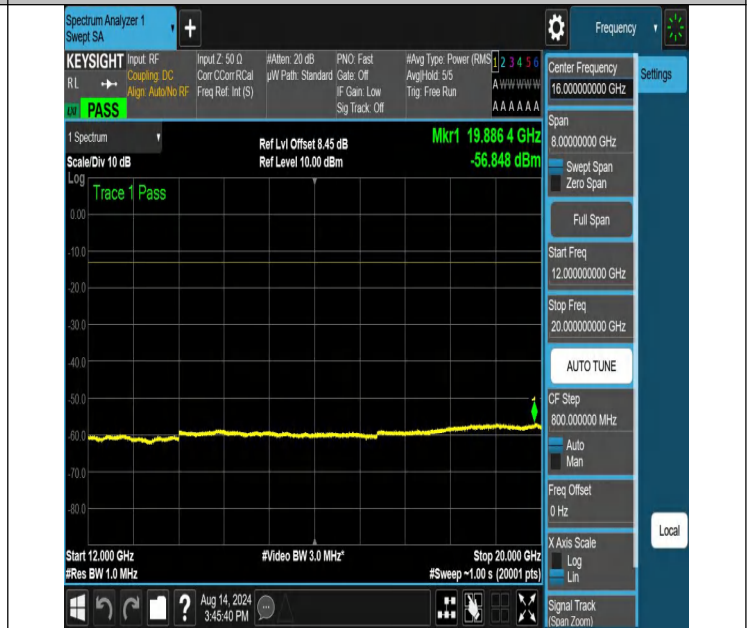 Spectrum Analyzer 1
Swept SA
+
Frequency
KEYSIGHT
RL
PASS
Input: RF
Coupling: DC
Align: Auto/No RF
Input Z: 50 Ω
Corr CCorr RCal
Freq Ref: Int (S)
#Atten: 20 dB
µW Path: Standard
PNO: Fast
Gate: Off
IF Gain: Low
Sig Track: Off
#Avg Type: Power (RMS
Avg|Hold: 5/5
Trig: Free Run
1 2 3 4 5 6
A W W W W W
A A A A A A
1 Spectrum
Scale/Div 10 dB
Ref Lvl Offset 8.45 dB
Ref Level 10.00 dBm
Mkr1 19.886 4 GHz
-56.848 dBm
Log
Trace 1 Pass
0.00
-10.0
-20.0
-30.0
-40.0
-50.0
-60.0
-70.0
-80.0
1
Start 12.000 GHz
#Res BW 1.0 MHz
#Video BW 3.0 MHz*
Stop 20.000 GHz
#Sweep ~1.00 s (20001 pts)
?
Aug 14, 2024
3:45:40 PM
Center Frequency
16.000000000 GHz
Span
8.00000000 GHz
Swept Span
Zero Span
Full Span
Start Freq
12.000000000 GHz
Stop Freq
20.000000000 GHz
AUTO TUNE
CF Step
800.000000 MHz
Auto
Man
Freq Offset
0 Hz
X Axis Scale
Log
Lin
Signal Track
(Span Zoom)
Settings
Local